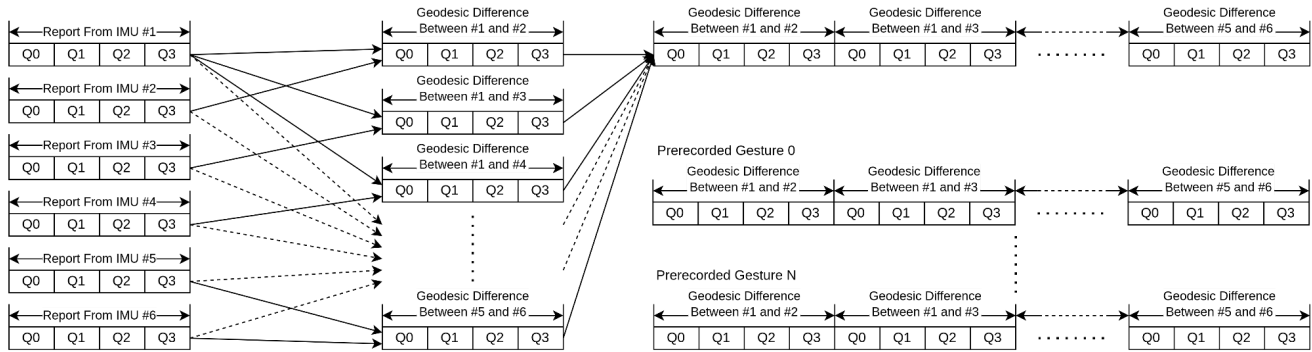 Report From IMU #1
Q0 Q1 Q2 Q3
Report From IMU #2
Q0 Q1 Q2 Q3
Report From IMU #3
Q0 Q1 Q2 Q3
Report From IMU #4
Q0 Q1 Q2 Q3
Report From IMU #5
Q0 Q1 Q2 Q3
Report From IMU #6
Q0 Q1 Q2 Q3
Geodesic Difference
Between #1 and #2
Q0 Q1 Q2 Q3
Geodesic Difference
Between #1 and #3
Q0 Q1 Q2 Q3
Geodesic Difference
Between #1 and #4
Q0 Q1 Q2 Q3
Geodesic Difference
Between #5 and #6
Q0 Q1 Q2 Q3
Geodesic Difference
Between #1 and #2
Q0 Q1 Q2 Q3
Geodesic Difference
Between #1 and #3
Q0 Q1 Q2 Q3
Geodesic Difference
Between #5 and #6
Q0 Q1 Q2 Q3
Prerecorded Gesture 0
Geodesic Difference
Between #1 and #2
Q0 Q1 Q2 Q3
Geodesic Difference
Between #1 and #3
Q0 Q1 Q2 Q3
Geodesic Difference
Between #5 and #6
Q0 Q1 Q2 Q3
Prerecorded Gesture N
Geodesic Difference
Between #1 and #2
Q0 Q1 Q2 Q3
Geodesic Difference
Between #1 and #3
Q0 Q1 Q2 Q3
Geodesic Difference
Between #5 and #6
Q0 Q1 Q2 Q3